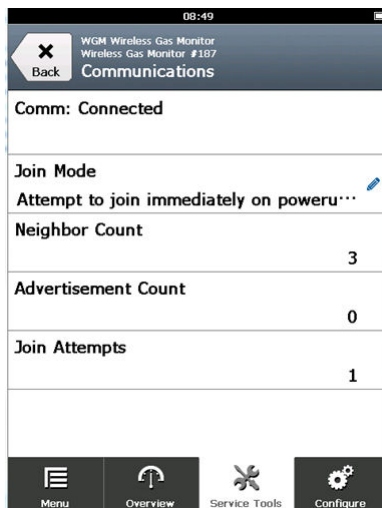 08:49
WGM Wireless Gas Monitor
Wireless Gas Monitor #187
Back
Communications
Comm: Connected
Join Mode
Attempt to join immediately on poweru...
Neighbor Count
3
Advertisement Count
0
Join Attempts
1
Menu
Overview
Service Tools
Configure